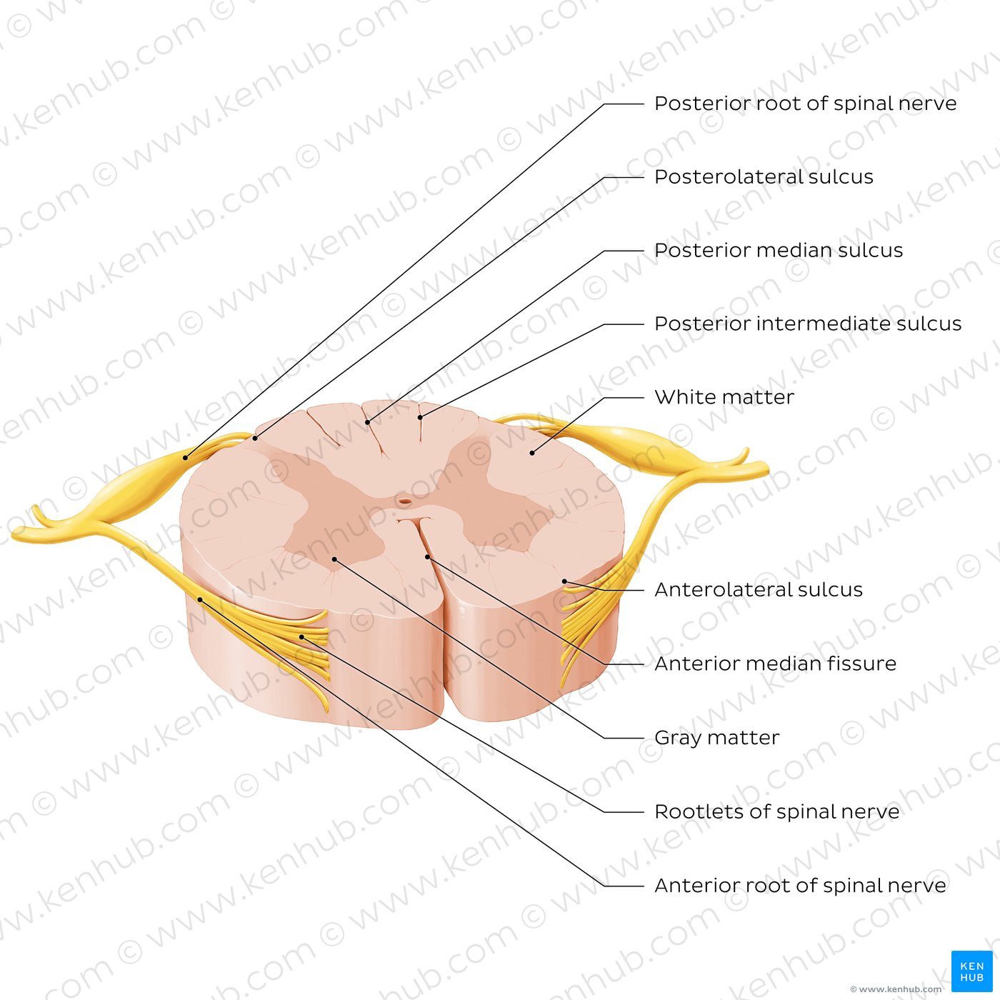 Posterior root of spinal nerve
Posterolateral sulcus
Posterior median sulcus
Posterior intermediate sulcus
White matter
Anterolateral sulcus
Anterior median fissure
Gray matter
Rootlets of spinal nerve
Anterior root of spinal nerve
KEN
HUB
© www.kenhub.com